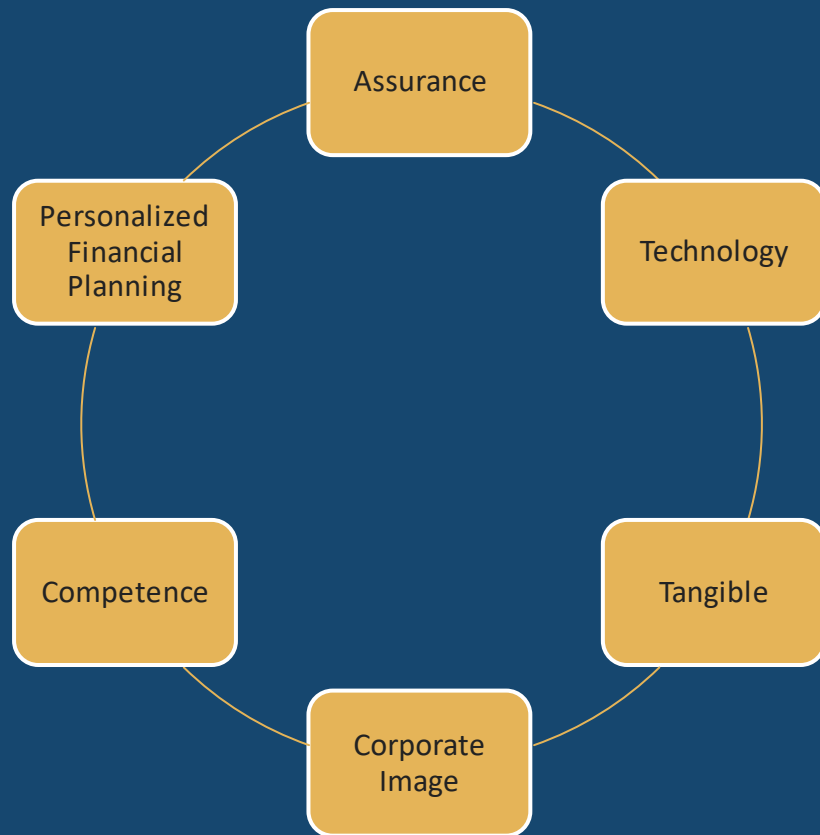 Assurance
Technology
Tangible
Corporate
Image
Competence
Personalized
Financial
Planning